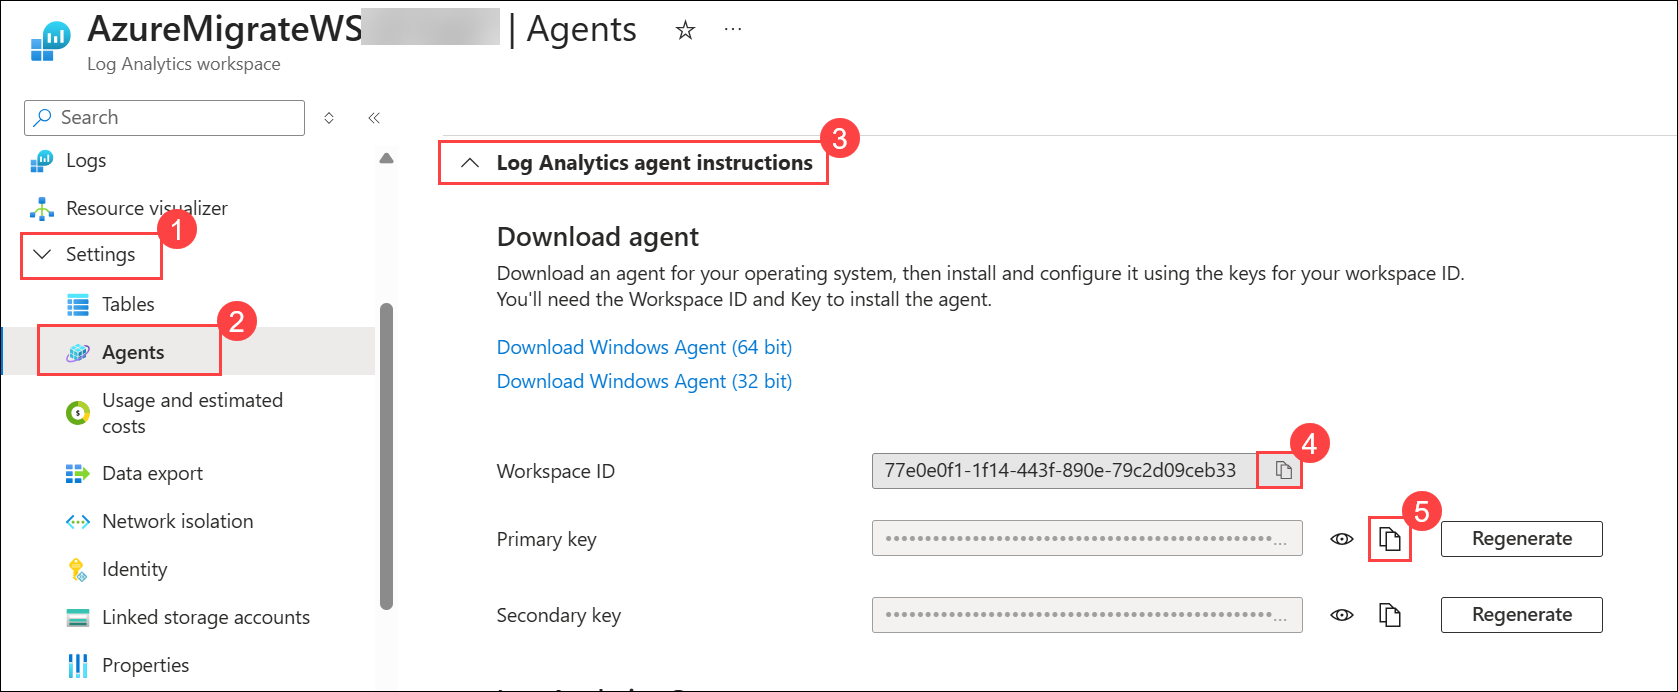 AzureMigrateWS | Agents
Log Analytics workspace
Search
Logs
Resource visualizer
1
Settings
Tables
2
Agents
Usage and estimated
costs
Data export
Network isolation
Identity
Linked storage accounts
Properties
3
Log Analytics agent instructions
Download agent
Download an agent for your operating system, then install and configure it using the keys for your workspace ID.
You'll need the Workspace ID and Key to install the agent.
Download Windows Agent (64 bit)
Download Windows Agent (32 bit)
4
Workspace ID 77e0e0f1-1f14-443f-890e-79c2d09ceb33
5
Primary key Regenerate
Secondary key Regenerate